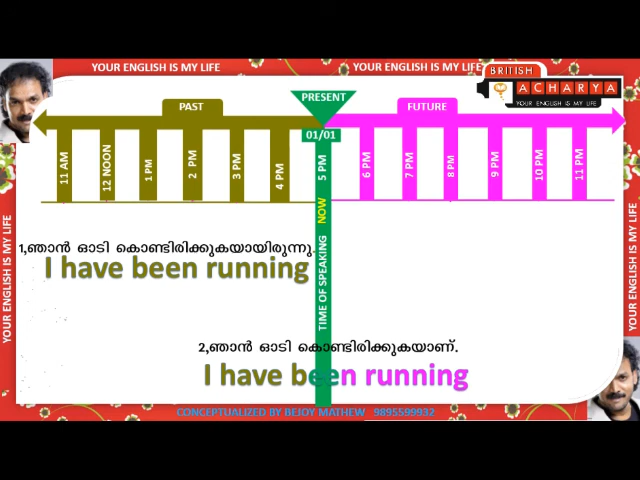 YOUR ENGLISH IS MY LIFE
YOUR ENGLISH IS MY LIFE
BRITISH
ACHARYA
YOUR ENGLISH IS MY LIFE
PAST
PRESENT
FUTURE
01/01
11 AM
12 NOON
1 PM
2 PM
3 PM
4 PM
5 PM
6 PM
7 PM
8 PM
9 PM
10 PM
11 PM
TIME OF SPEAKING NOW
1,ഞാൻ ഓടി കൊണ്ടിരിക്കുകയായിരുന്നു.
I have been running
2,ഞാൻ ഓടി കൊണ്ടിരിക്കുകയാണ്.
I have been running
YOUR ENGLISH IS MY LIFE
YOUR ENGLISH IS MY LIFE
CONCEPTUALIZED BY BEJOY MATHEW 9895599932